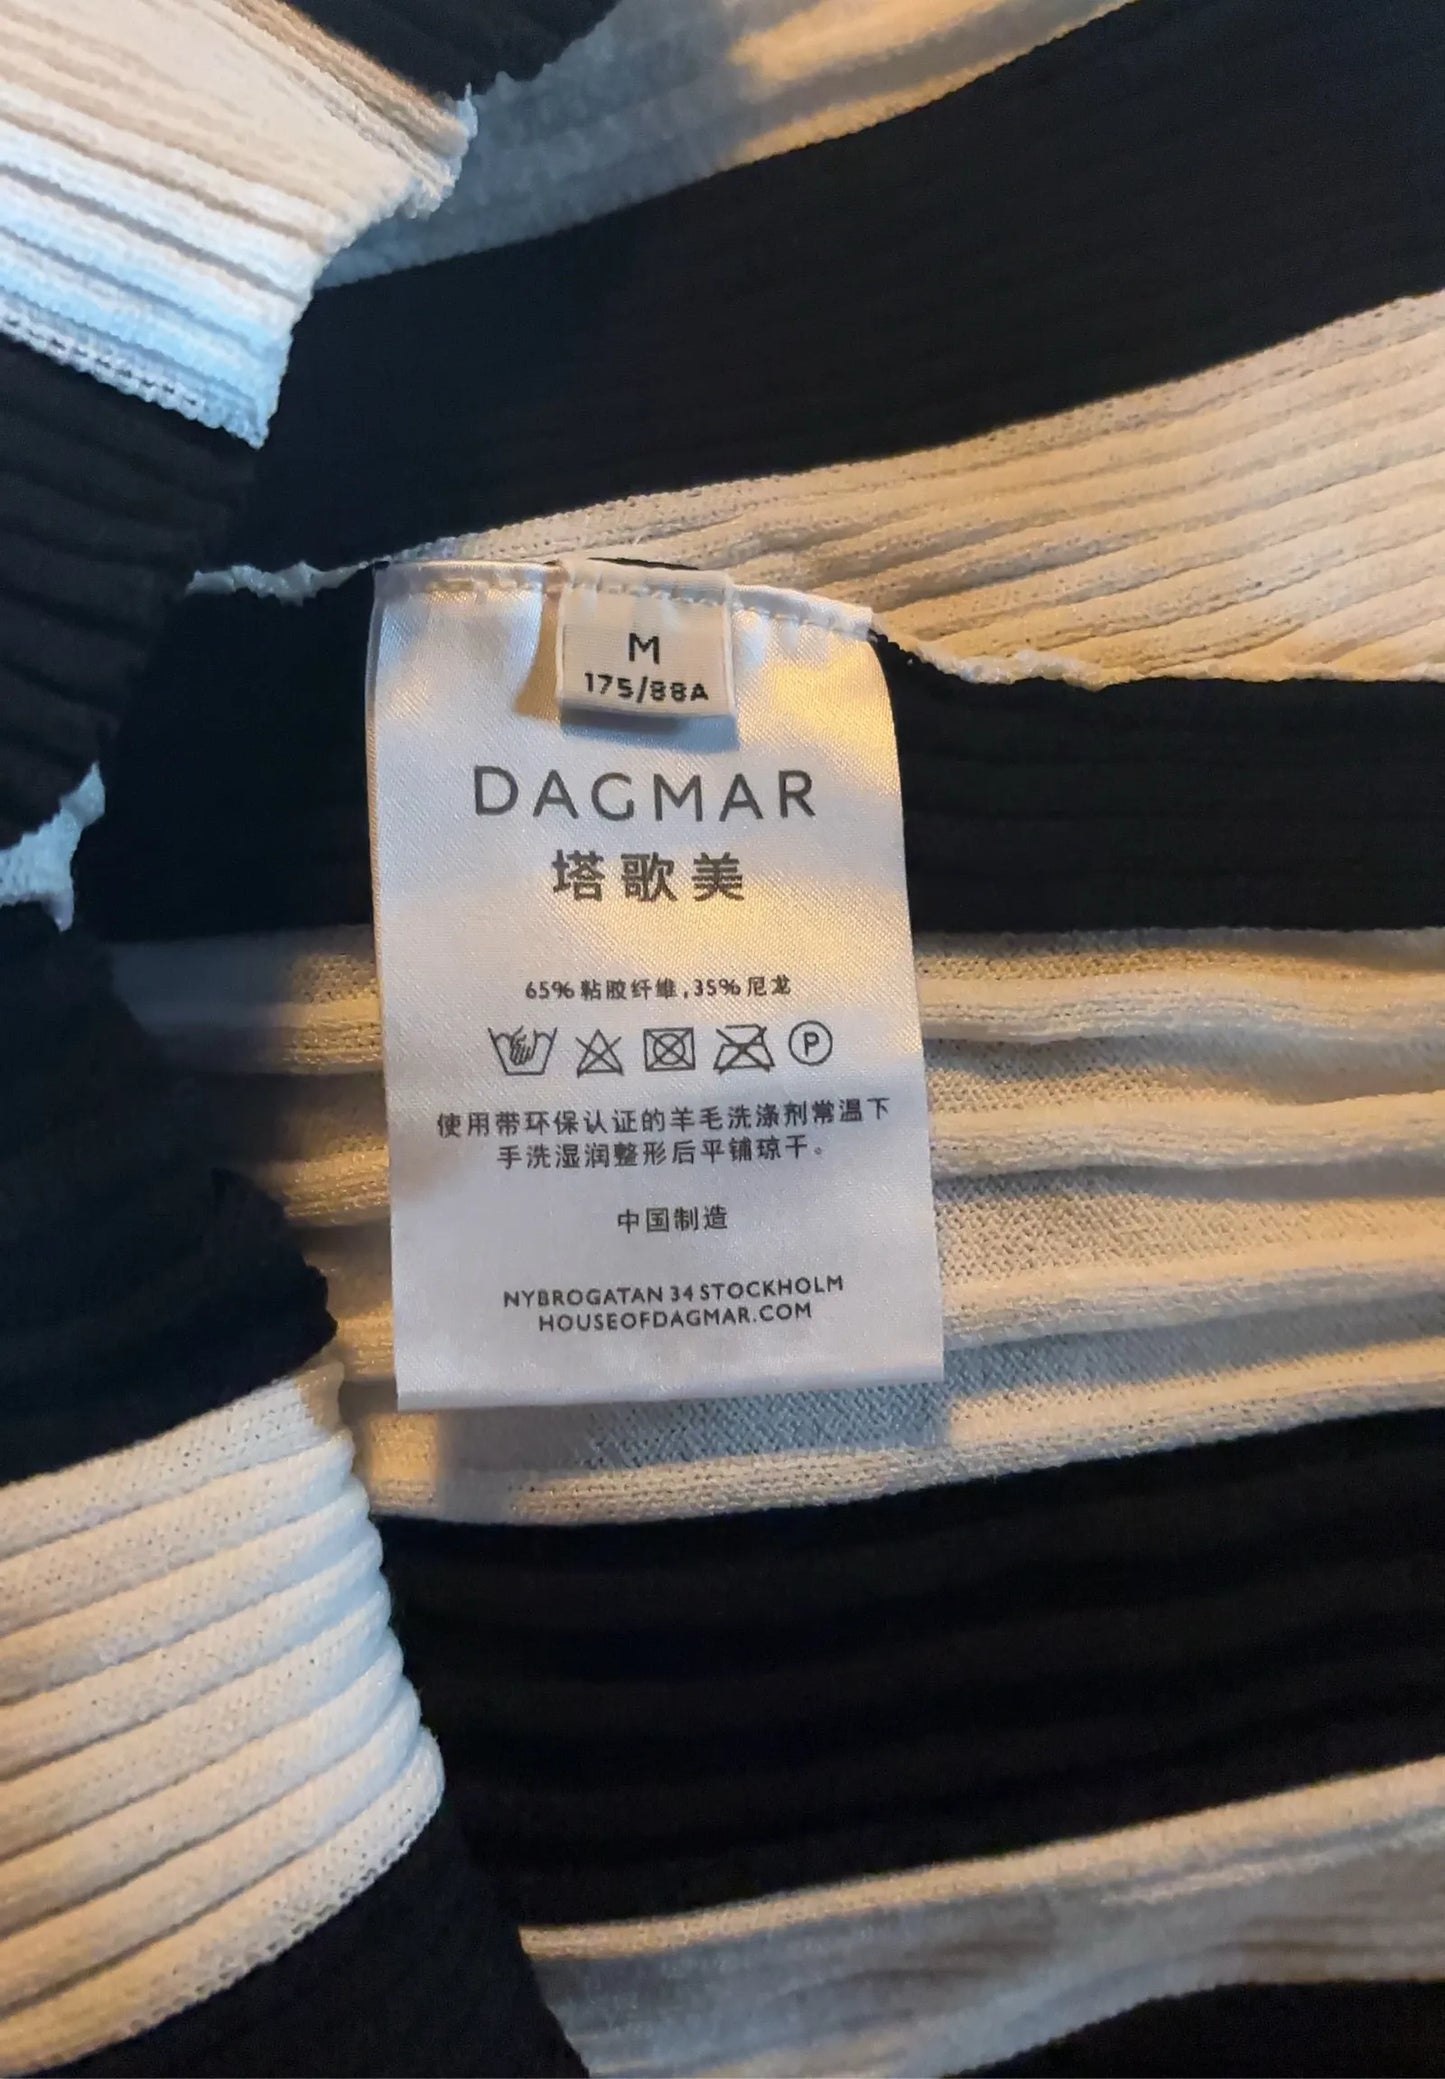 M
175/88A
DAGMAR
塔歌美
65% 粘胶纤维,35% 尼龙
P
使用带环保认证的羊毛洗涤剂常温下
手洗湿润整形后平铺琼干。
中国制造
NYBROGATAN 34 STOCKHOLM
HOUSEOFDAGMAR.COM